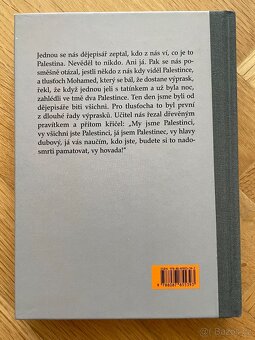 Jednou se nás dějepisář zeptal, kdo z nás ví, co je to
Palestina. Nevěděl to nikdo. Ani já. Pak se nás po-
směšně otázal, jestli někdo z nás kdy viděl Palestince,
a tlusťoch Mohamed, který se bál, že dostane výprask,
řekl, že když jednou jeli s tatínkem a už byla noc,
zahlédli ve tmě dva Palestince. Ten den jsme byli od
dějepisáře biti všichni. Pro tlusťocha to byl první
z dlouhé řady výprasků. Učitel nás řezal dřevěným
pravítkem a přitom křičel: „My jsme Palestinci,
vy všichni jste Palestinci, já jsem Palestinec, vy hlavy
dubový, já vás naučím, kdo jste, budete si to nado-
smrti pamatovat, vy hovada!“